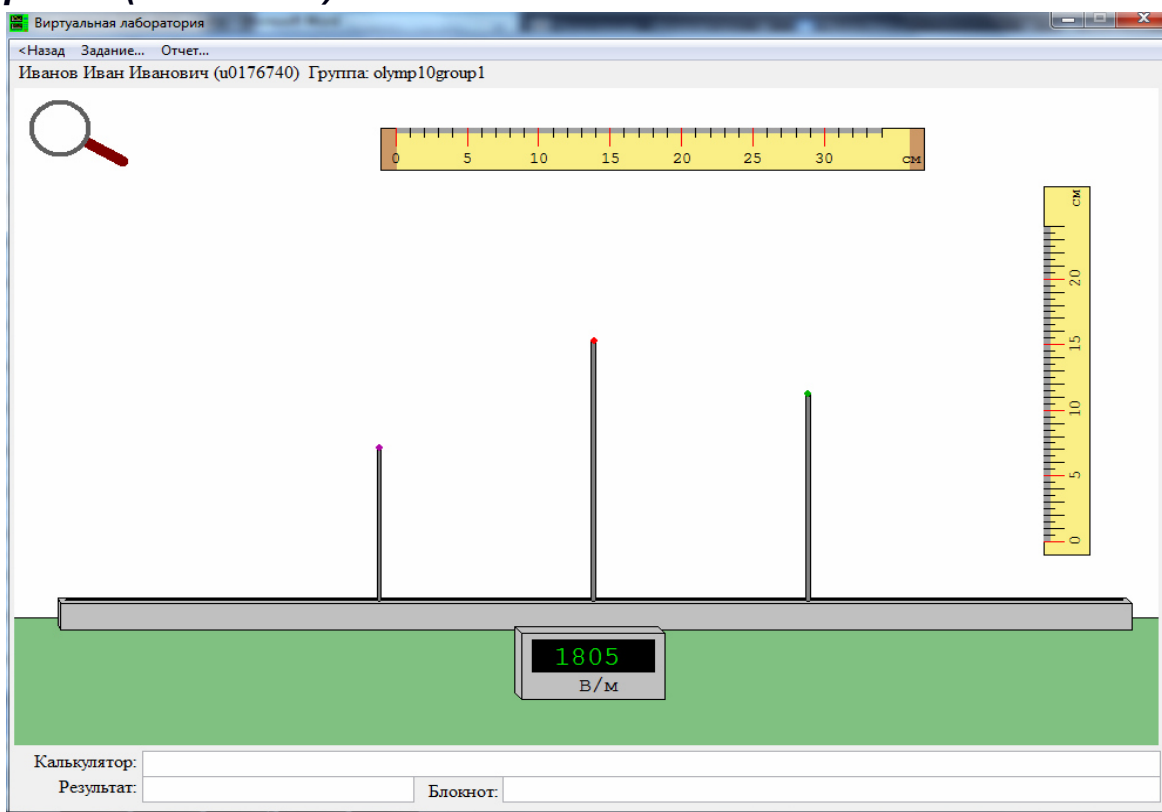 Виртуальная лаборатория
<Назад Задание... Отчет...
Иванов Иван Иванович (u0176740) Группа: olymp10group1
0 5 10 15 20 25 30 см
см
20
15
10
5
0
1805
В/м
Калькулятор:
Результат:
Блокнот: